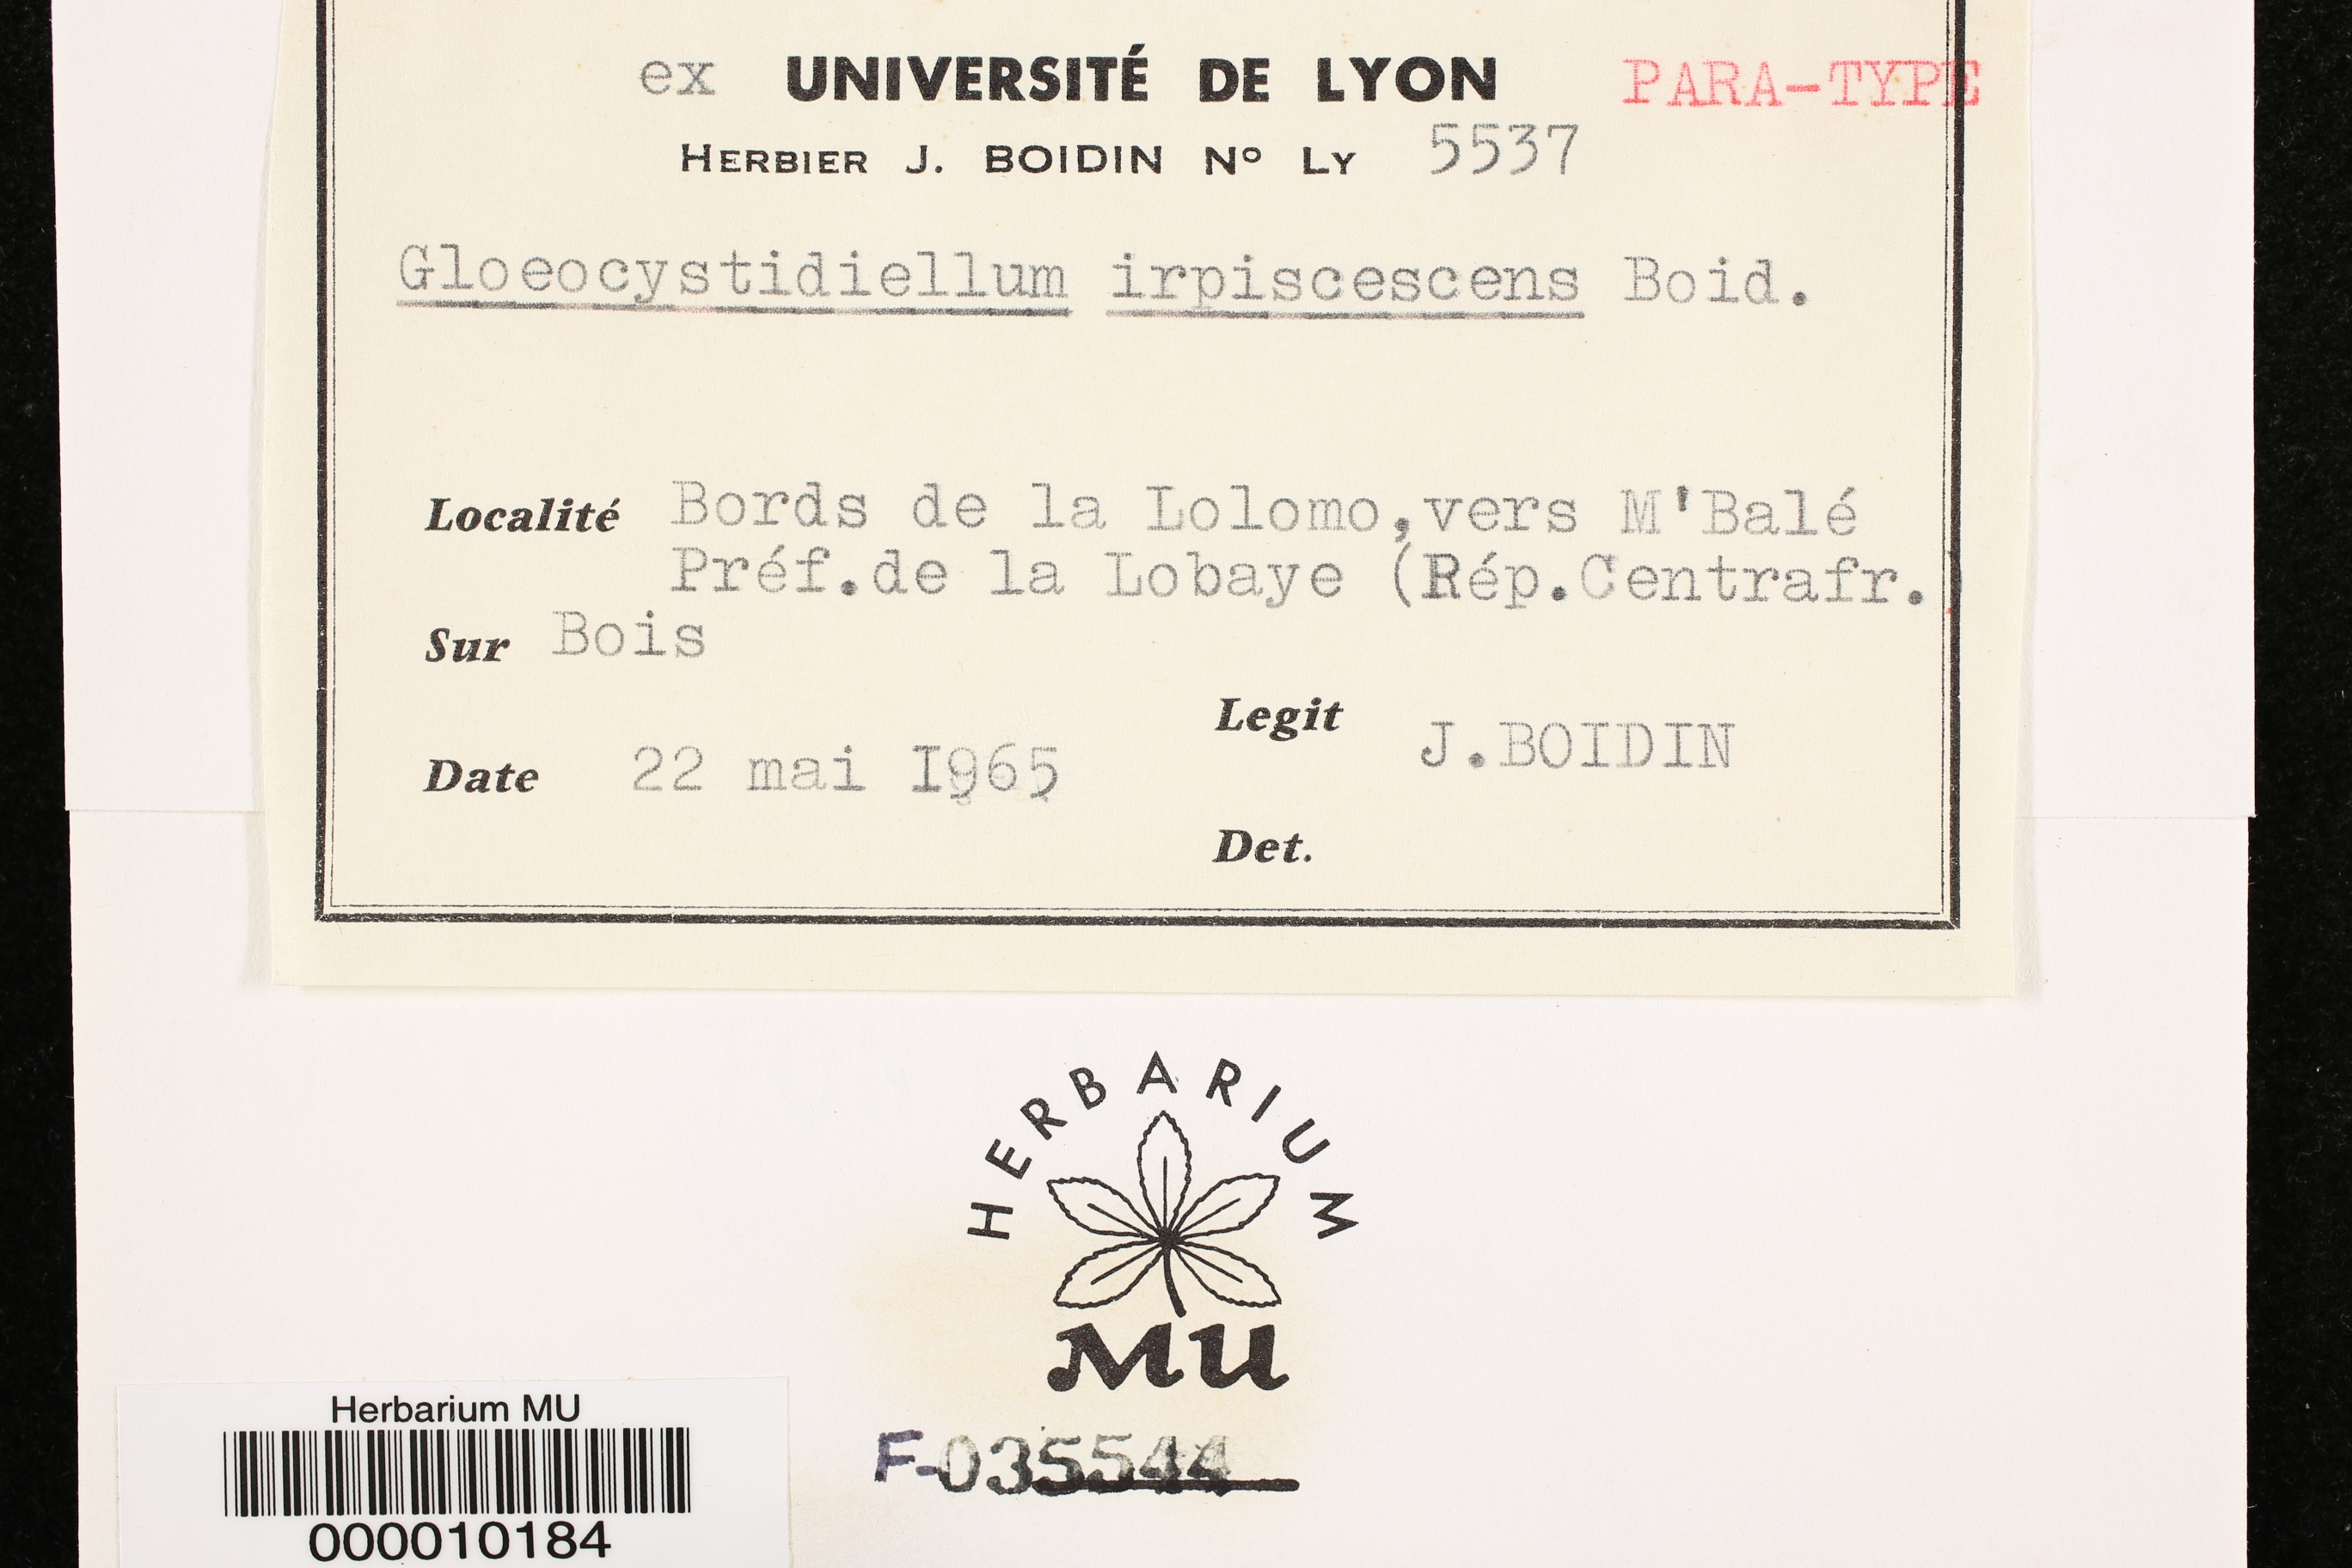 ex UNIVERSITÉ DE LYON PARA-TYPE
HERBIER J. BOIDIN Nº LY 5537
Gloeocystidiellum irpiscescens Boid.
Localité Bords de la Lolomo,vers M'Balé
Préf.de la Lobaye (Rép.Centrafr.)
Sur Bois
Legit J.BOIDIN
Date 22 mai I965
Det.
HERBARIUM
MU
F-035544
Herbarium MU
000010184